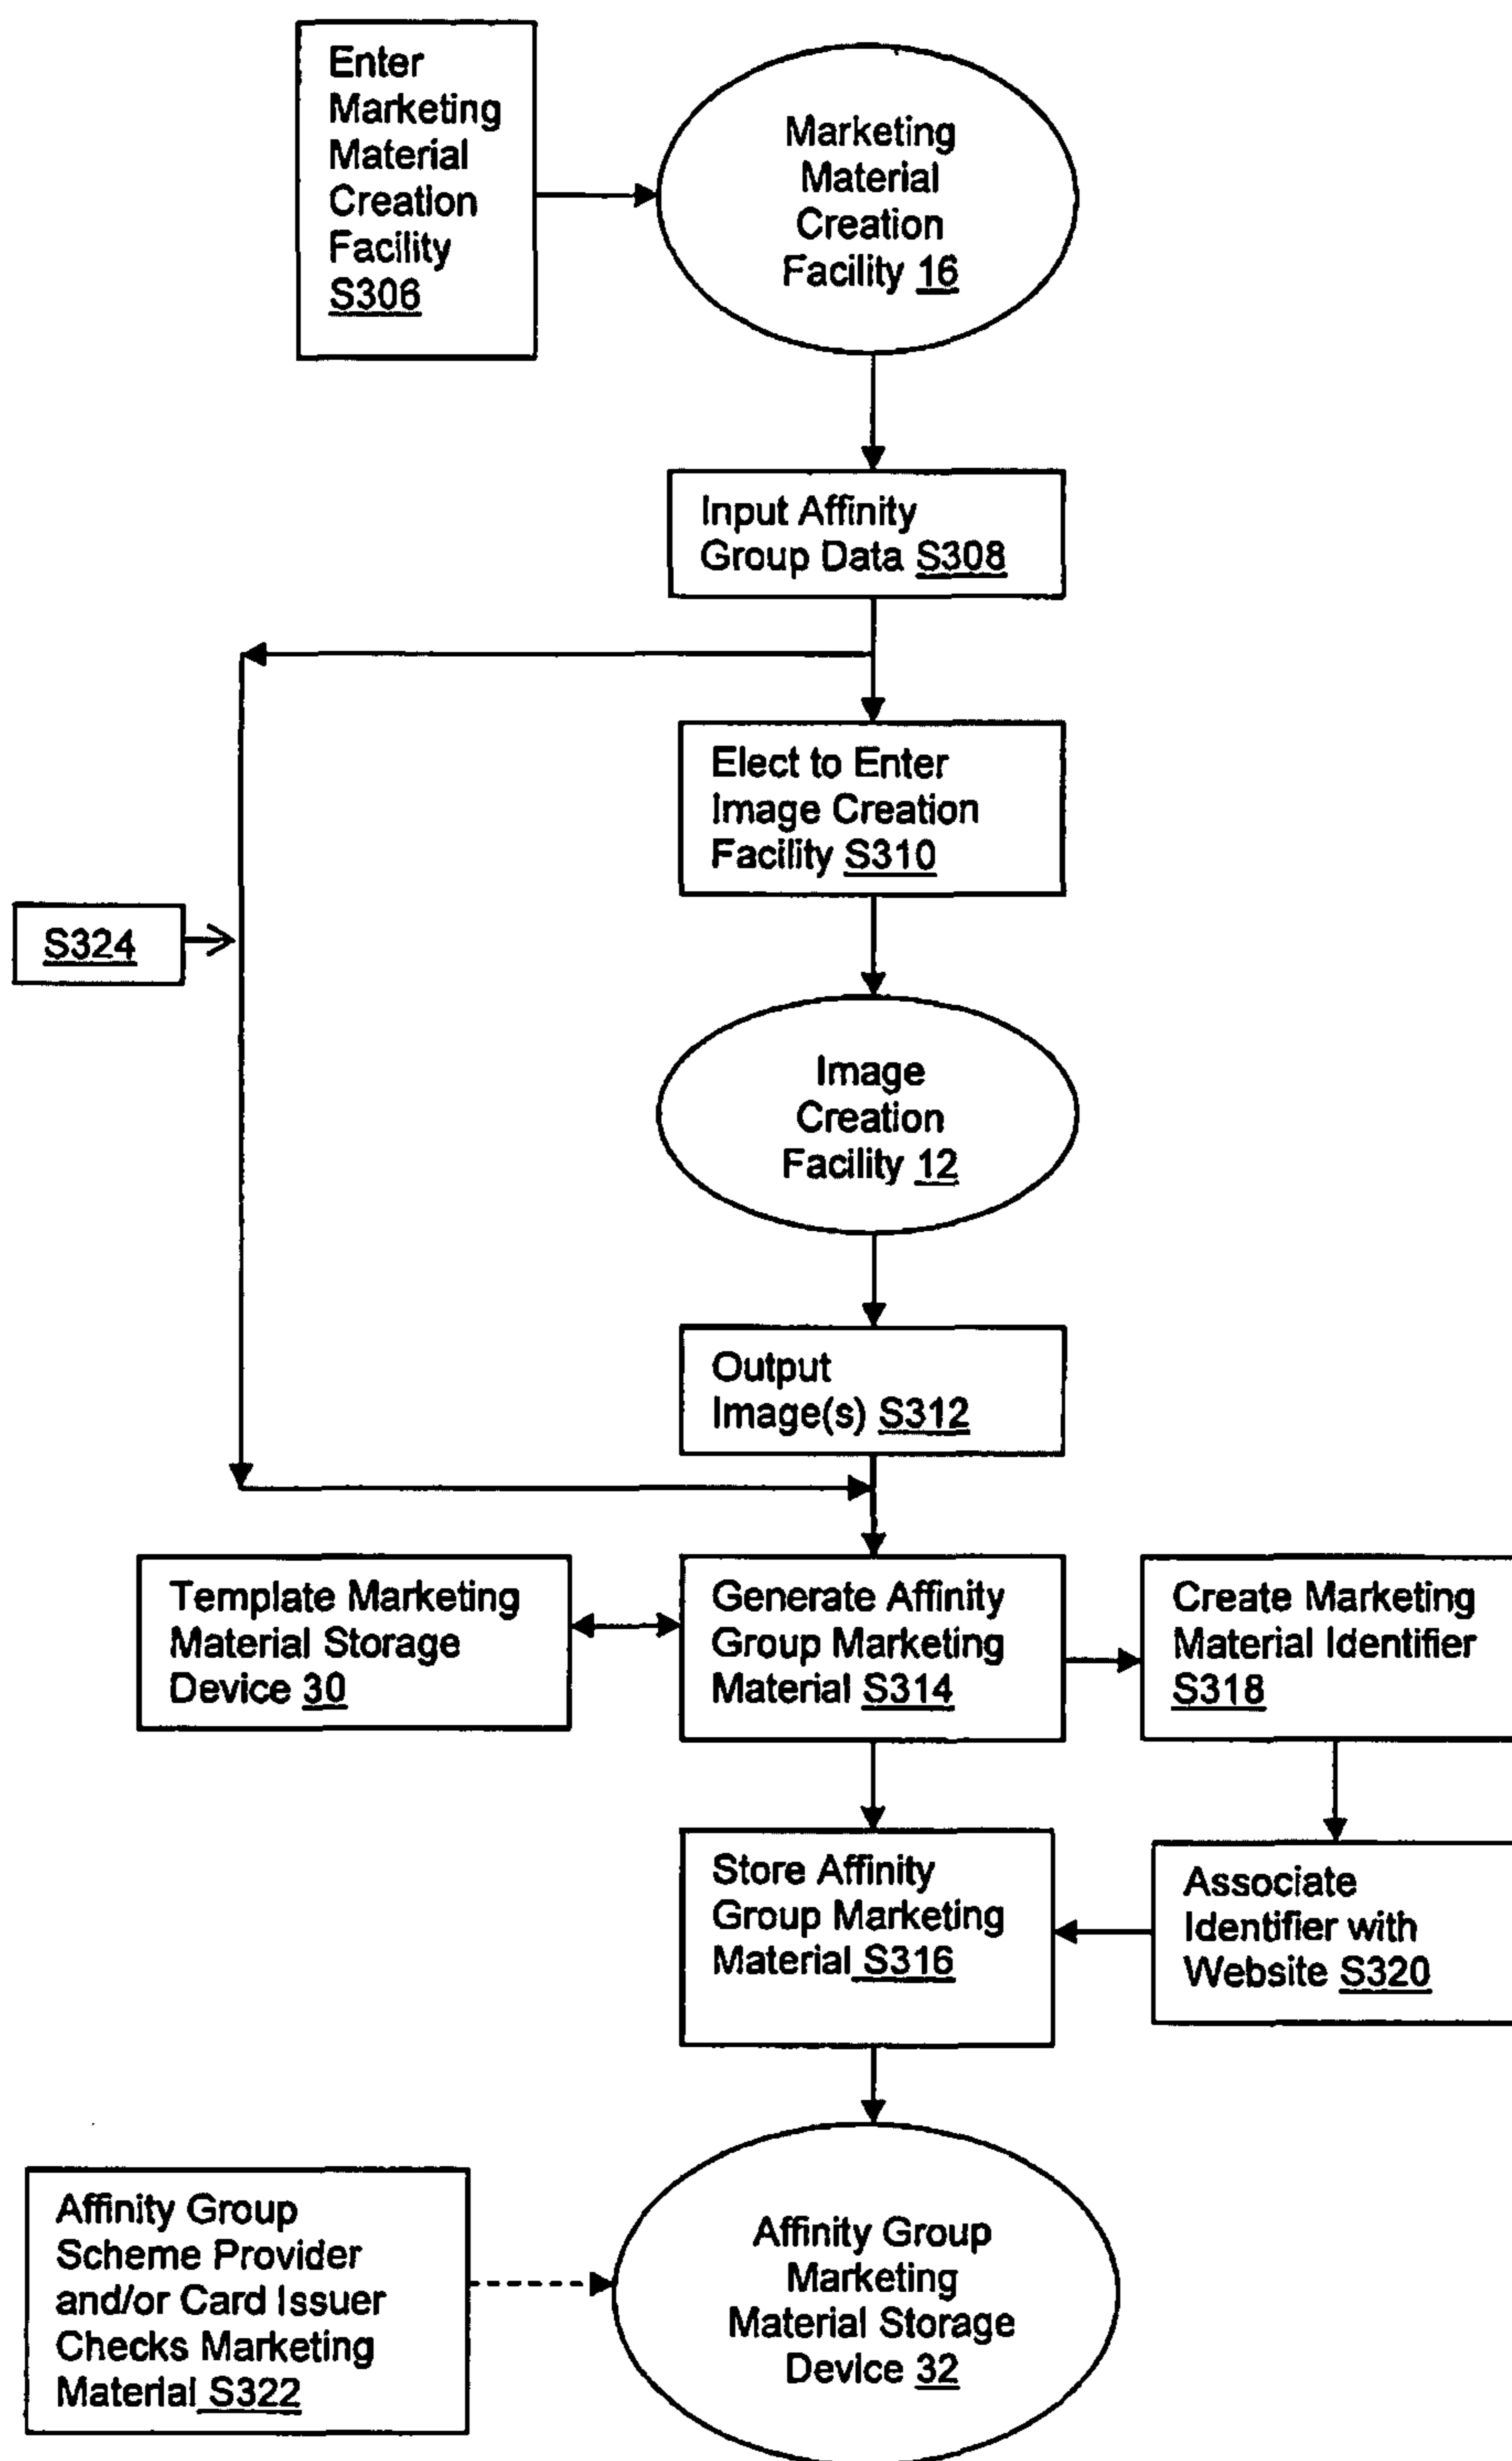 Enter
Marketing
Material
Creation
Facility
S306
Marketing
Material
Creation
Facility 16
Input Affinity
Group Data S308
Elect to Enter
Image Creation
Facility S310
S324
Image
Creation
Facility 12
Output
Image(s) S312
Template Marketing
Material Storage
Device 30
Generate Affinity
Group Marketing
Material S314
Create Marketing
Material Identifier
S318
Store Affinity
Group Marketing
Material S316
Associate
Identifier with
Website S320
Affinity Group
Scheme Provider
and/or Card Issuer
Checks Marketing
Material S322
Affinity Group
Marketing
Material Storage
Device 32